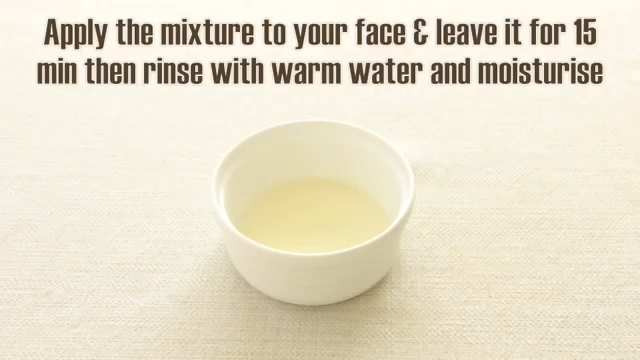 Apply the mixture to your face & leave it for 15
min then rinse with warm water and moisturise